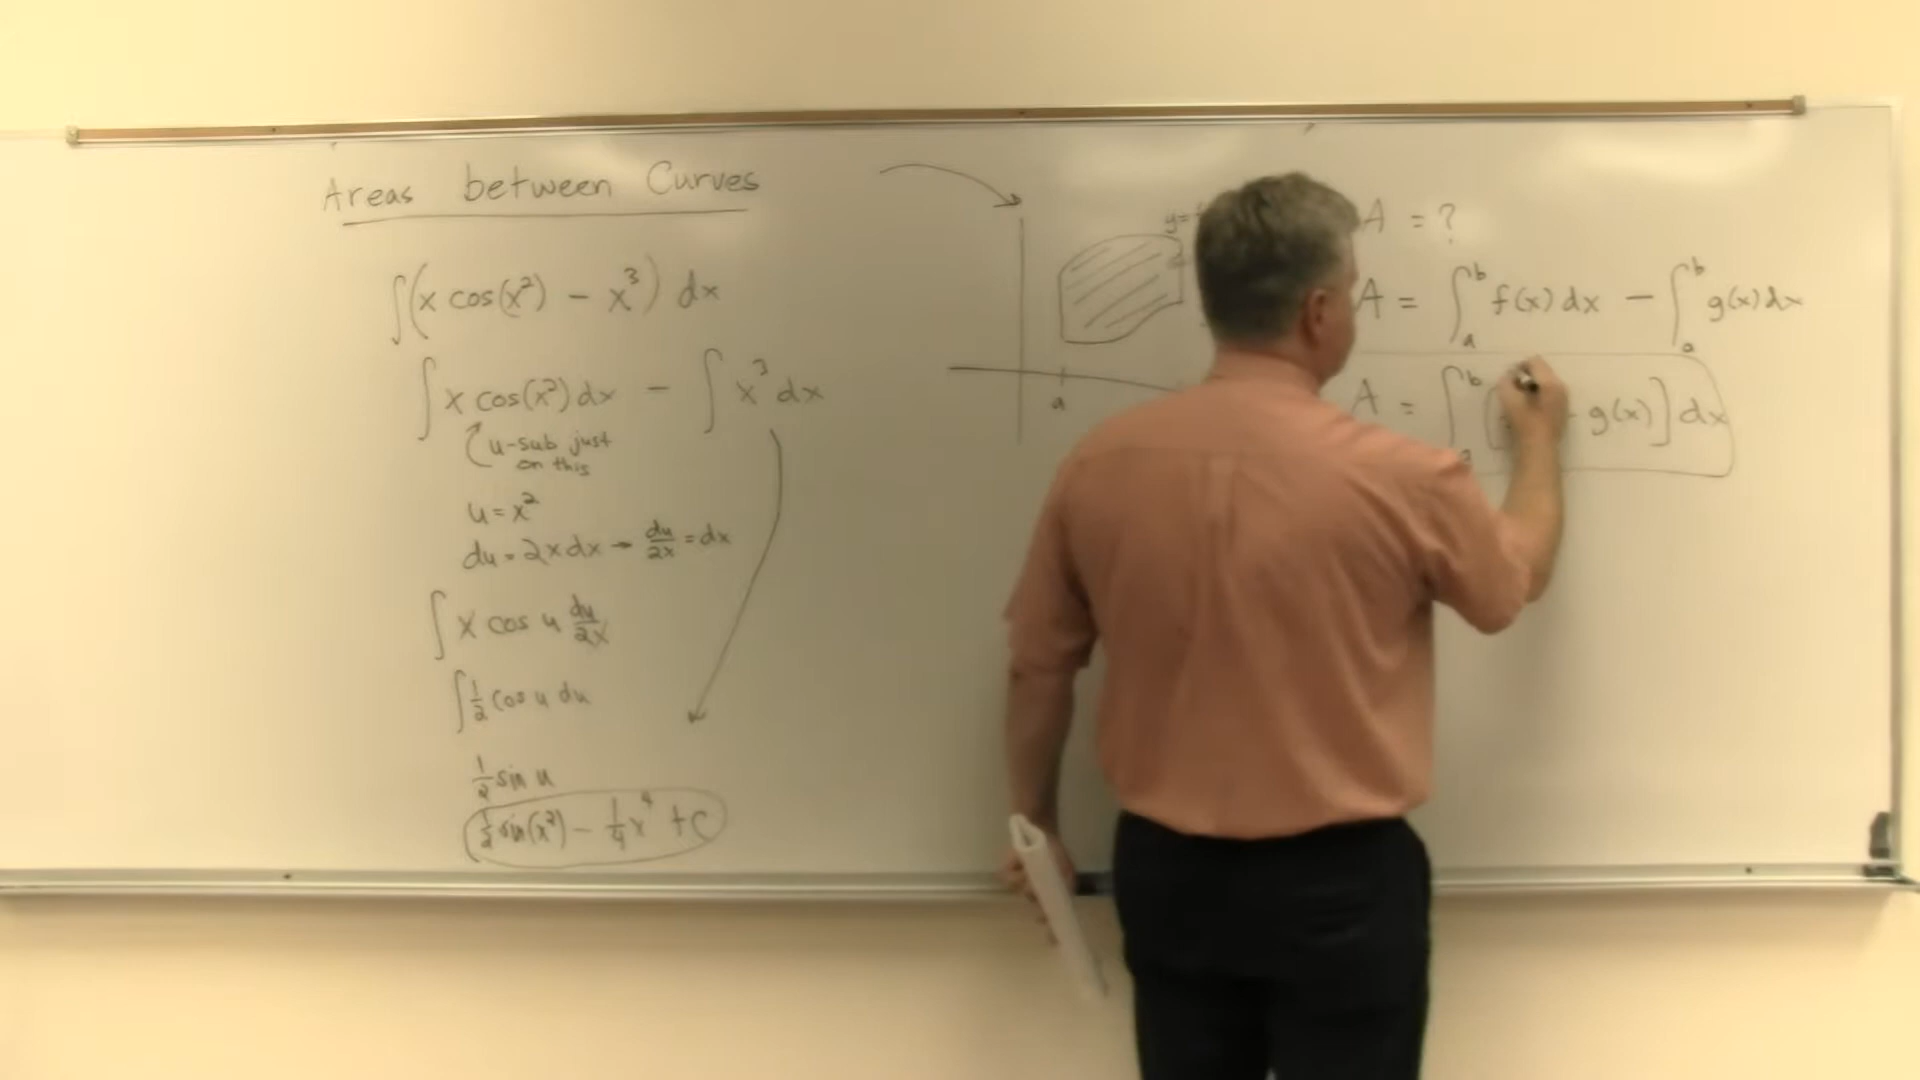 Areas between Curves
∫(x cos(x²) - x³) dx
∫ x cos(x²) dx - ∫ x³ dx
u-sub just
on this
u = x²
du = 2x dx → du/2x = dx
∫ x cos u du/2x
∫ ½ cos u du
½ sin u
½ sin(x²) - ¼ x⁴ + C
y=
a
A = ?
A = ∫ₐᵇ f(x) dx - ∫ₐᵇ g(x) dx
A = ∫ₐᵇ [ - g(x)] dx